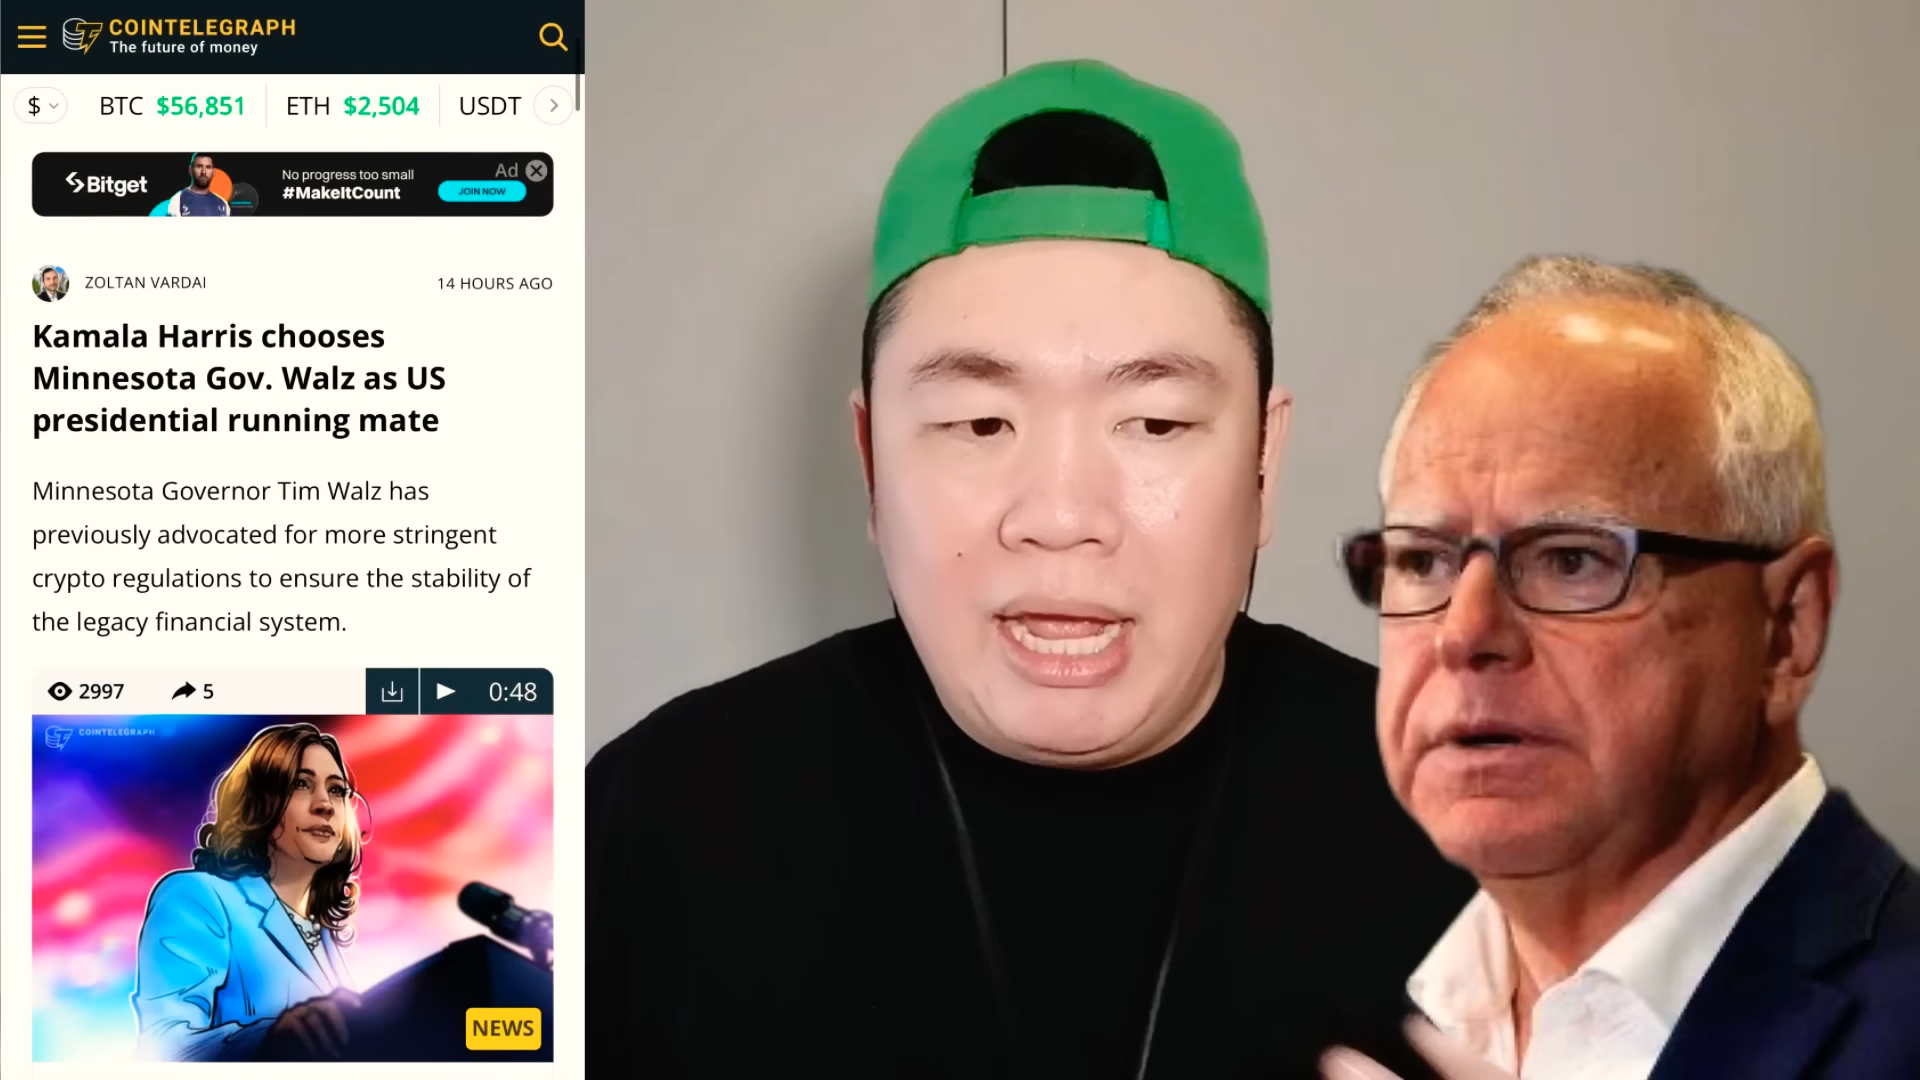 COINTELEGRAPH
The future of money
$ BTC $56,851 ETH $2,504 USDT
Bitget
No progress too small
#MakeItCount
Ad
JOIN NOW
ZOLTAN VARDAI 14 HOURS AGO
Kamala Harris chooses
Minnesota Gov. Walz as US
presidential running mate
Minnesota Governor Tim Walz has
previously advocated for more stringent
crypto regulations to ensure the stability of
the legacy financial system.
2997 5 0:48
COINTELEGRAPH
NEWS